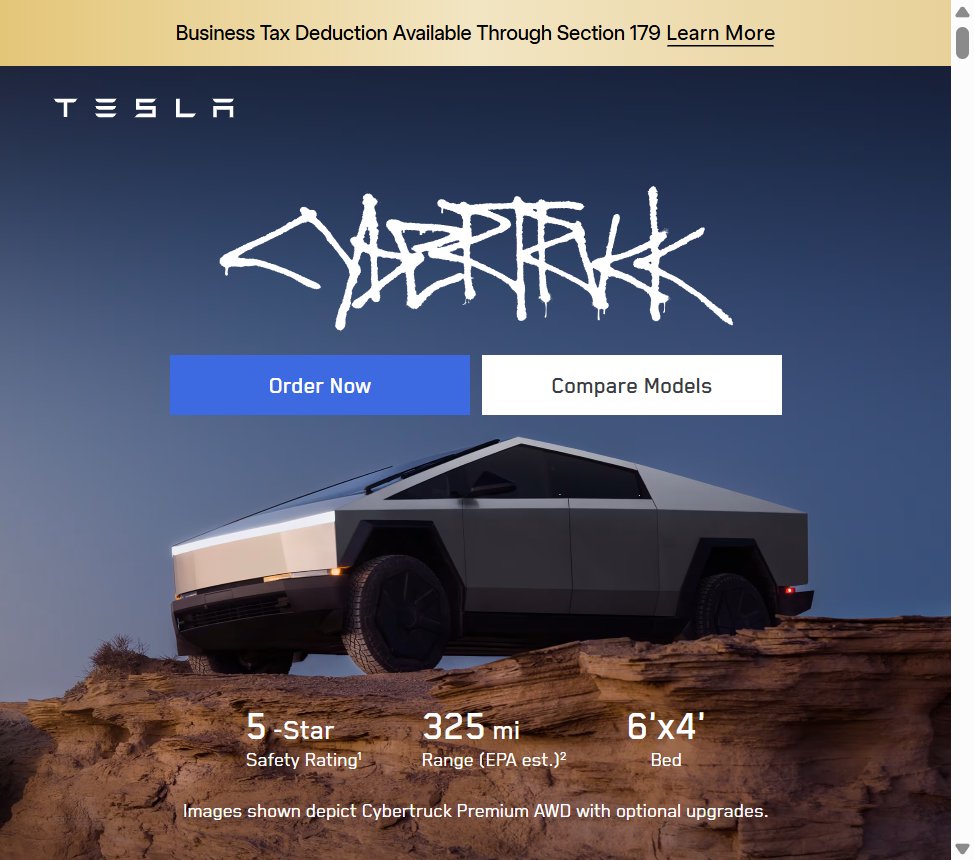 Business Tax Deduction Available Through Section 179 Learn More
TESLA
CYBERTRUCK
Order Now
Compare Models
5 -Star
Safety Rating¹
325 mi
Range (EPA est.)²
6'x4'
Bed
Images shown depict Cybertruck Premium AWD with optional upgrades.